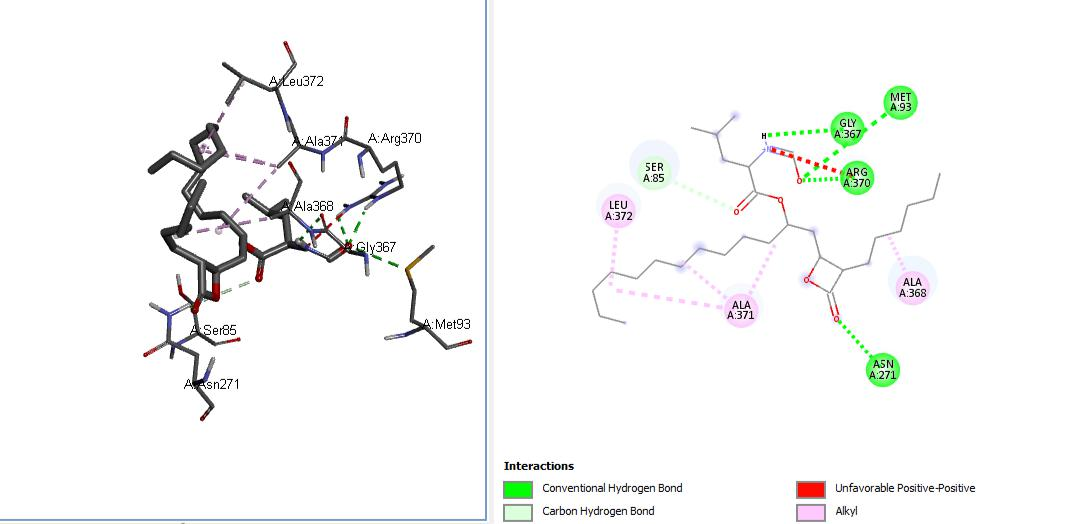 A:Leu372
A:Ala371
A:Arg370
A:Ala368
A:Gly367
A:Met93
A:Ser85
A:Asn271
MET
A:93
GLY
A:367
ARG
A:370
SER
A:85
LEU
A:372
ALA
A:371
ALA
A:368
ASN
A:271
H
N
O
O
O
O
O
Interactions
Conventional Hydrogen Bond
Carbon Hydrogen Bond
Unfavorable Positive-Positive
Alkyl